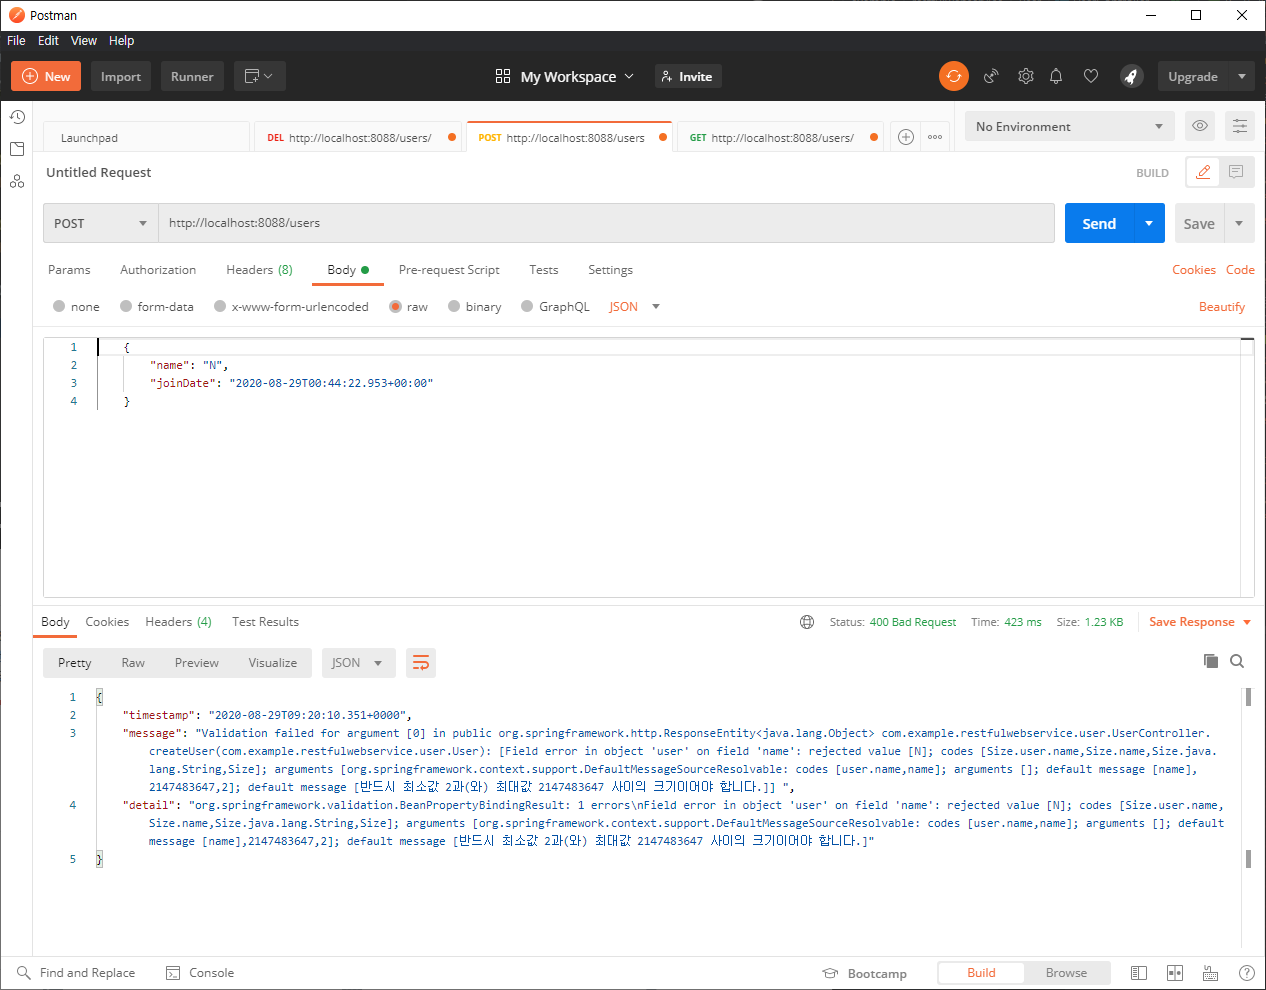 Postman
File Edit View Help
New Import Runner My Workspace Invite Upgrade
Launchpad DEL http://localhost:8088/users/ POST http://localhost:8088/users GET http://localhost:8088/users/ No Environment
Untitled Request BUILD
POST http://localhost:8088/users Send Save
Params Authorization Headers (8) Body Pre-request Script Tests Settings Cookies Code
none form-data x-www-form-urlencoded raw binary GraphQL JSON Beautify
1 {
2 "name": "N",
3 "joinDate": "2020-08-29T00:44:22.953+00:00"
4 }
Body Cookies Headers (4) Test Results Status: 400 Bad Request Time: 423 ms Size: 1.23 KB Save Response
Pretty Raw Preview Visualize JSON
1 {
2 "timestamp": "2020-08-29T09:20:10.351+0000",
3 "message": "Validation failed for argument [0] in public org.springframework.http.ResponseEntity<java.lang.Object> com.example.restfulwebservice.user.UserController.
createUser(com.example.restfulwebservice.user.User): [Field error in object 'user' on field 'name': rejected value [N]; codes [Size.user.name,Size.name,Size.java.
lang.String,Size]; arguments [org.springframework.context.support.DefaultMessageSourceResolvable: codes [user.name,name]; arguments []; default message [name],
2147483647,2]; default message [반드시 최소값 2과(와) 최대값 2147483647 사이의 크기이어야 합니다.]] ",
4 "detail": "org.springframework.validation.BeanPropertyBindingResult: 1 errors\nField error in object 'user' on field 'name': rejected value [N]; codes [Size.user.name,
Size.name,Size.java.lang.String,Size]; arguments [org.springframework.context.support.DefaultMessageSourceResolvable: codes [user.name,name]; arguments []; default
message [name],2147483647,2]; default message [반드시 최소값 2과(와) 최대값 2147483647 사이의 크기이어야 합니다.]"
5 }
Find and Replace Console Bootcamp Build Browse